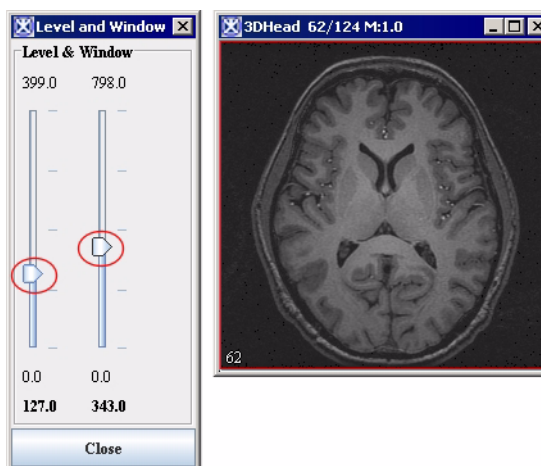 Level and Window
Level & Window
399.0 798.0
0.0 0.0
127.0 343.0
Close
3DHead 62/124 M:1.0
62